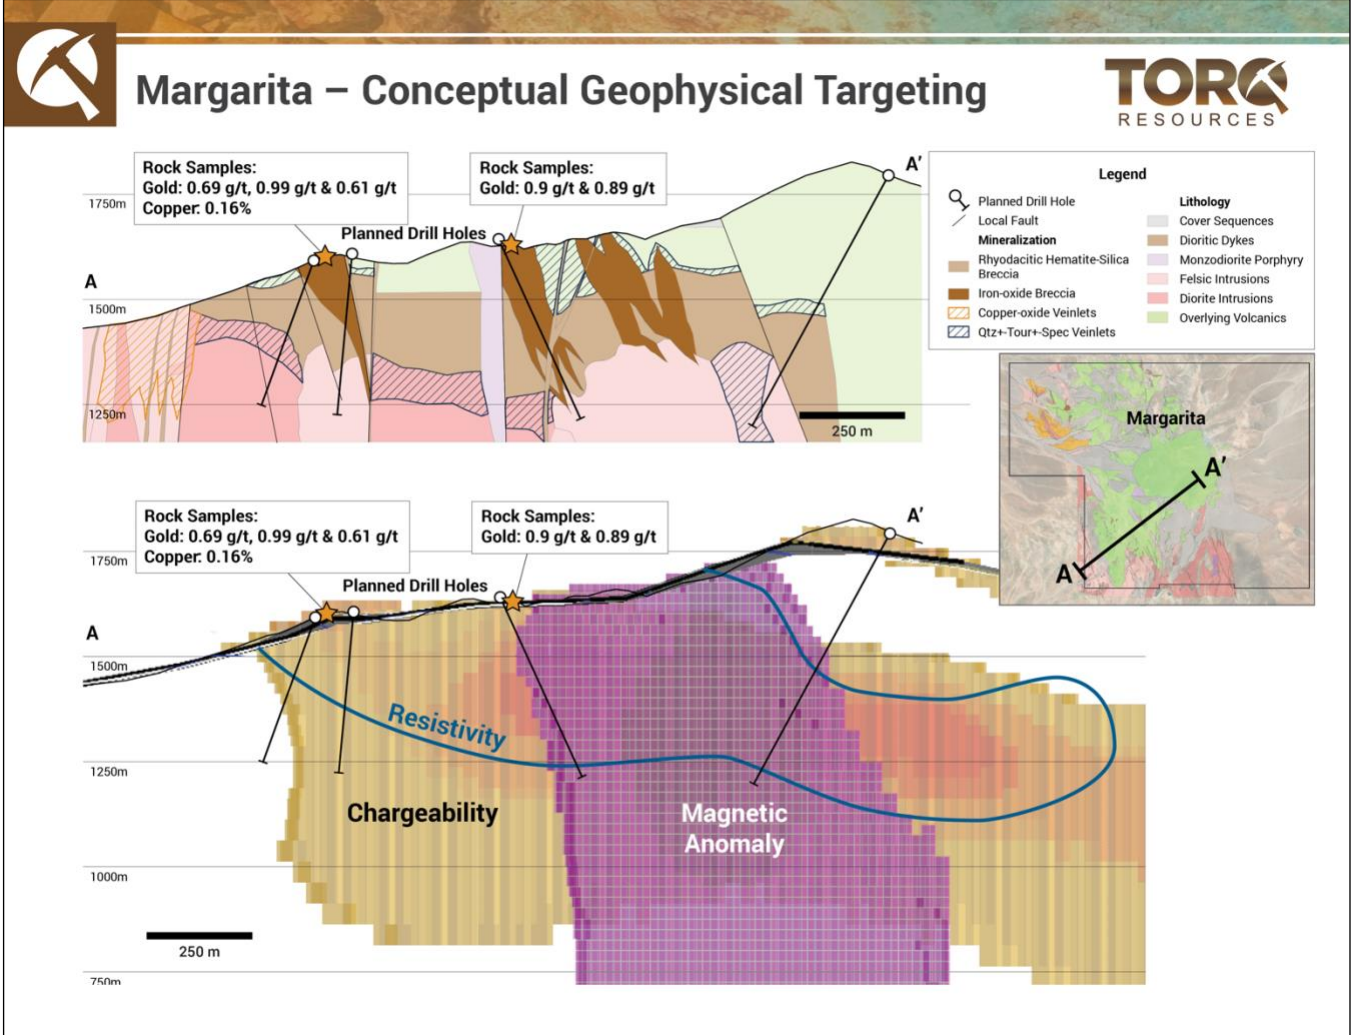 Margarita – Conceptual Geophysical Targeting
TORQ
RESOURCES
Rock Samples:
Gold: 0.69 g/t, 0.99 g/t & 0.61 g/t
Copper: 0.16%
Rock Samples:
Gold: 0.9 g/t & 0.89 g/t
A'
1750m
Planned Drill Holes
A
1500m
1250m
250 m
Legend
Planned Drill Hole
Local Fault
Mineralization
Rhyodacitic Hematite-Silica
Breccia
Iron-oxide Breccia
Copper-oxide Veinlets
Qtz+-Tour+-Spec Veinlets
Lithology
Cover Sequences
Dioritic Dykes
Monzodiorite Porphyry
Felsic Intrusions
Diorite Intrusions
Overlying Volcanics
Margarita
A'
A
Rock Samples:
Gold: 0.69 g/t, 0.99 g/t & 0.61 g/t
Copper: 0.16%
Rock Samples:
Gold: 0.9 g/t & 0.89 g/t
A'
1750m
Planned Drill Holes
A
1500m
Resistivity
1250m
Chargeability
Magnetic
Anomaly
1000m
250 m
750m